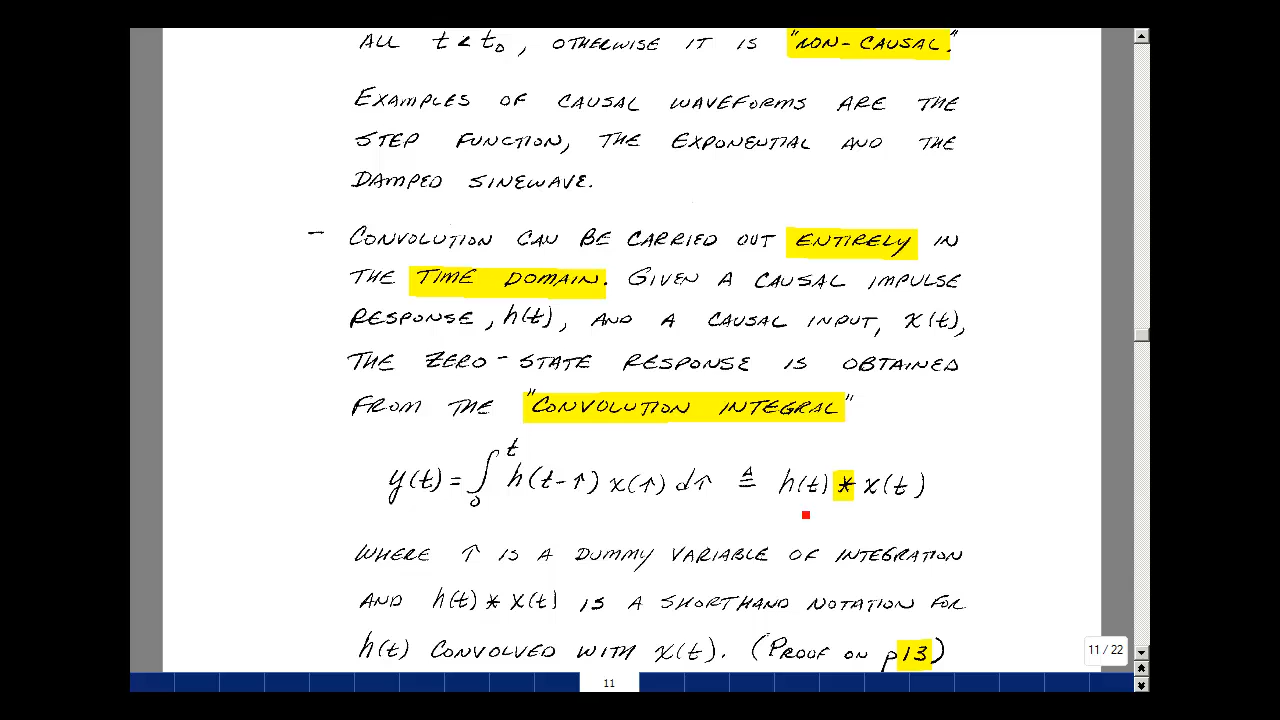 ALL t < t₀, OTHERWISE IT IS "NON-CAUSAL."
EXAMPLES OF CAUSAL WAVEFORMS ARE THE
STEP FUNCTION, THE EXPONENTIAL AND THE
DAMPED SINEWAVE.
- CONVOLUTION CAN BE CARRIED OUT ENTIRELY IN
THE TIME DOMAIN. GIVEN A CAUSAL IMPULSE
RESPONSE, h(t), AND A CAUSAL INPUT, x(t),
THE ZERO-STATE RESPONSE IS OBTAINED
FROM THE "CONVOLUTION INTEGRAL"
y(t) = ∫₀ᵗ h(t-τ) x(τ) dτ ≜ h(t) * x(t)
WHERE τ IS A DUMMY VARIABLE OF INTEGRATION
AND h(t) * x(t) IS A SHORTHAND NOTATION FOR
h(t) CONVOLVED WITH x(t). (PROOF ON p13)
11 / 22
11